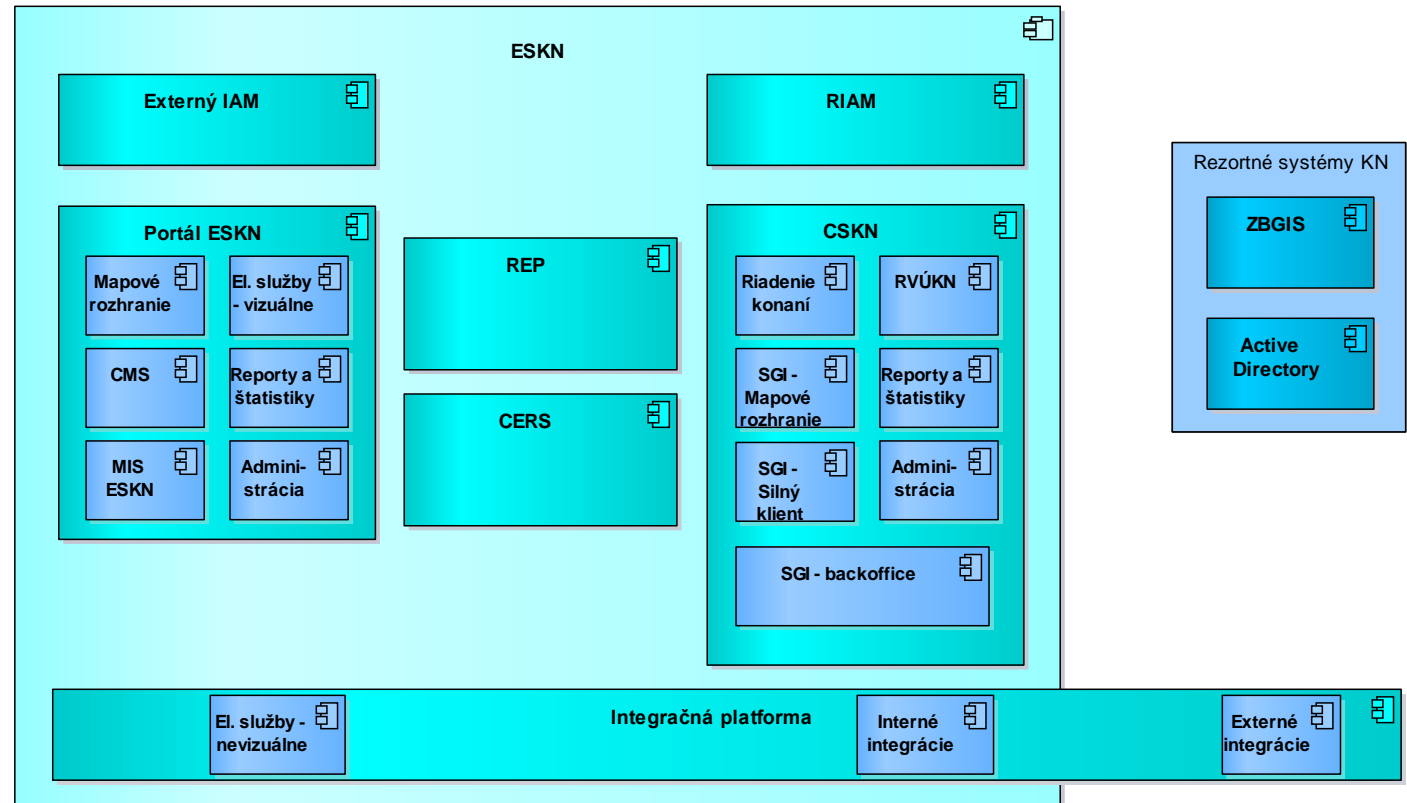 ESKN
Externý IAM
RIAM
Rezortné systémy KN
ZBGIS
Active
Directory
Portál ESKN
Mapové
rozhranie
El. služby
- vizuálne
CMS
Reporty a
štatistiky
MIS
ESKN
Admini-
strácia
REP
CERS
CSKN
Riadenie
konaní
RVÚKN
SGI -
Mapové
rozhranie
Reporty a
štatistiky
SGI -
Silný
klient
Admini-
strácia
SGI - backoffice
El. služby -
nevizuálne
Integračná platforma
Interné
integrácie
Externé
integrácie